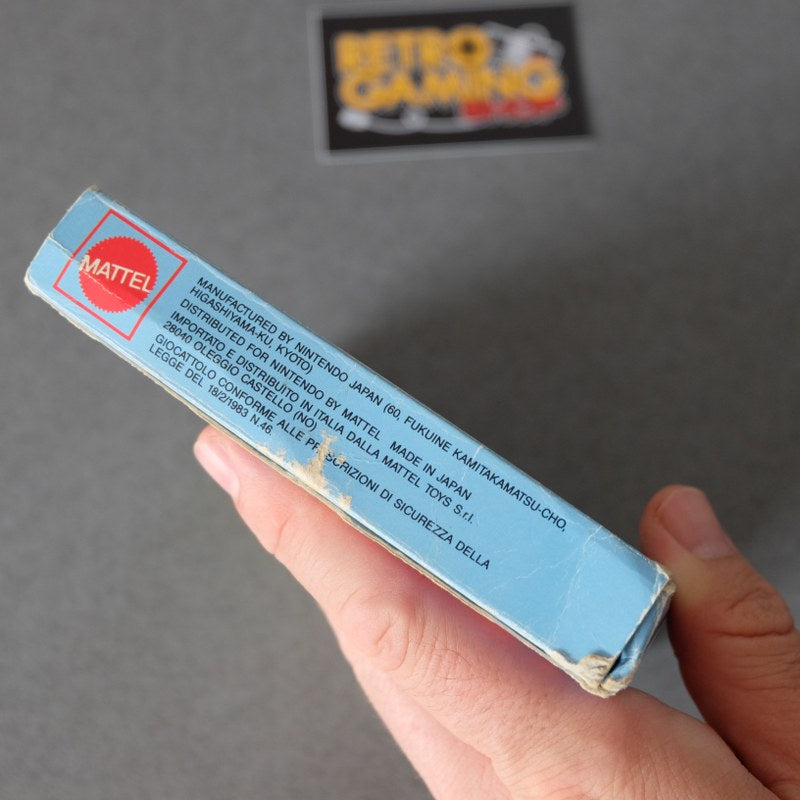 RETRO
GAMING
MATTEL
MANUFACTURED BY NINTENDO JAPAN (60, FUKUINE KAMITAKAMATSU-CHO,
HIGASHIYAMA-KU, KYOTO)
DISTRIBUTED FOR NINTENDO BY MATTEL MADE IN JAPAN
IMPORTATO E DISTRIBUITO IN ITALIA DALLA MATTEL TOYS S.r.l.
28040 OLEGGIO CASTELLO (NO)
GIOCATTOLO CONFORME ALLE PRESCRIZIONI DI SICUREZZA DELLA
LEGGE DEL 18/2/1983 N.46.